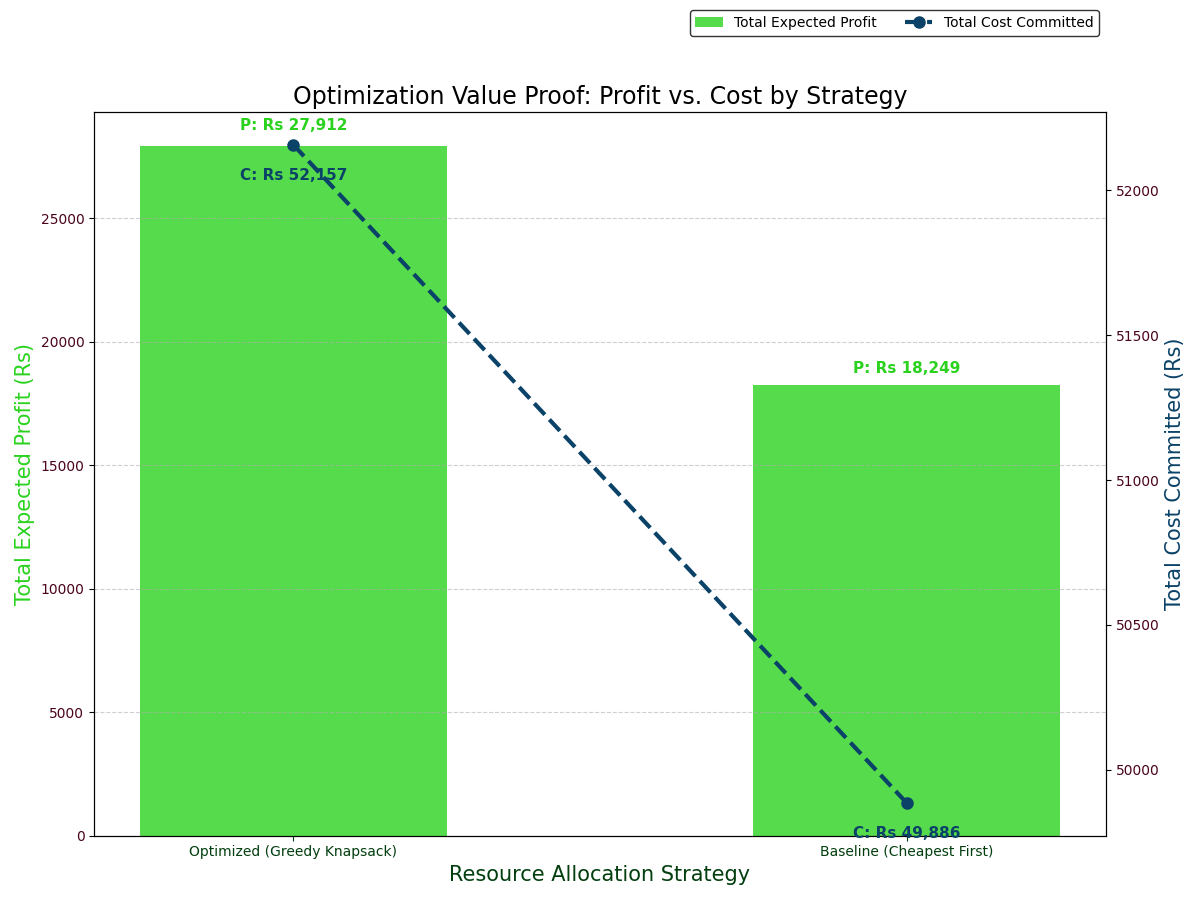 Total Expected Profit
Total Cost Committed
Optimization Value Proof: Profit vs. Cost by Strategy
P: Rs 27,912
C: Rs 52,157
P: Rs 18,249
C: Rs 49,886
Total Expected Profit (Rs)
25000
20000
15000
10000
5000
0
Total Cost Committed (Rs)
52000
51500
51000
50500
50000
Optimized (Greedy Knapsack)
Baseline (Cheapest First)
Resource Allocation Strategy